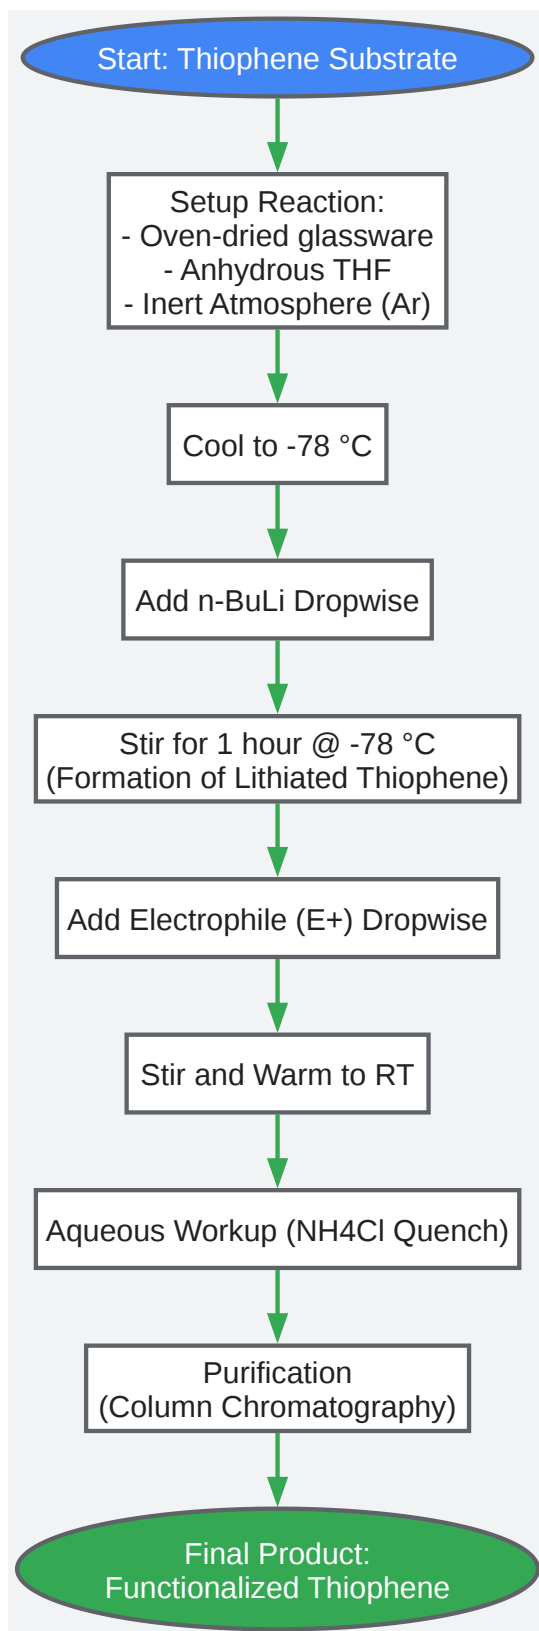 Start: Thiophene Substrate
Setup Reaction:
- Oven-dried glassware
- Anhydrous THF
- Inert Atmosphere (Ar)
Cool to -78 °C
Add n-BuLi Dropwise
Stir for 1 hour @ -78 °C
(Formation of Lithiated Thiophene)
Add Electrophile (E+) Dropwise
Stir and Warm to RT
Aqueous Workup (NH4Cl Quench)
Purification
(Column Chromatography)
Final Product:
Functionalized Thiophene